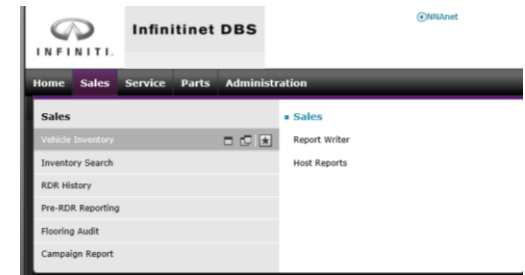 INFINITI.
Infinitinet DBS
NNAnet
Home Sales Service Parts Administration
Sales
Vehicle Inventory
Inventory Search
RDR History
Pre-RDR Reporting
Flooring Audit
Campaign Report
Sales
Report Writer
Host Reports